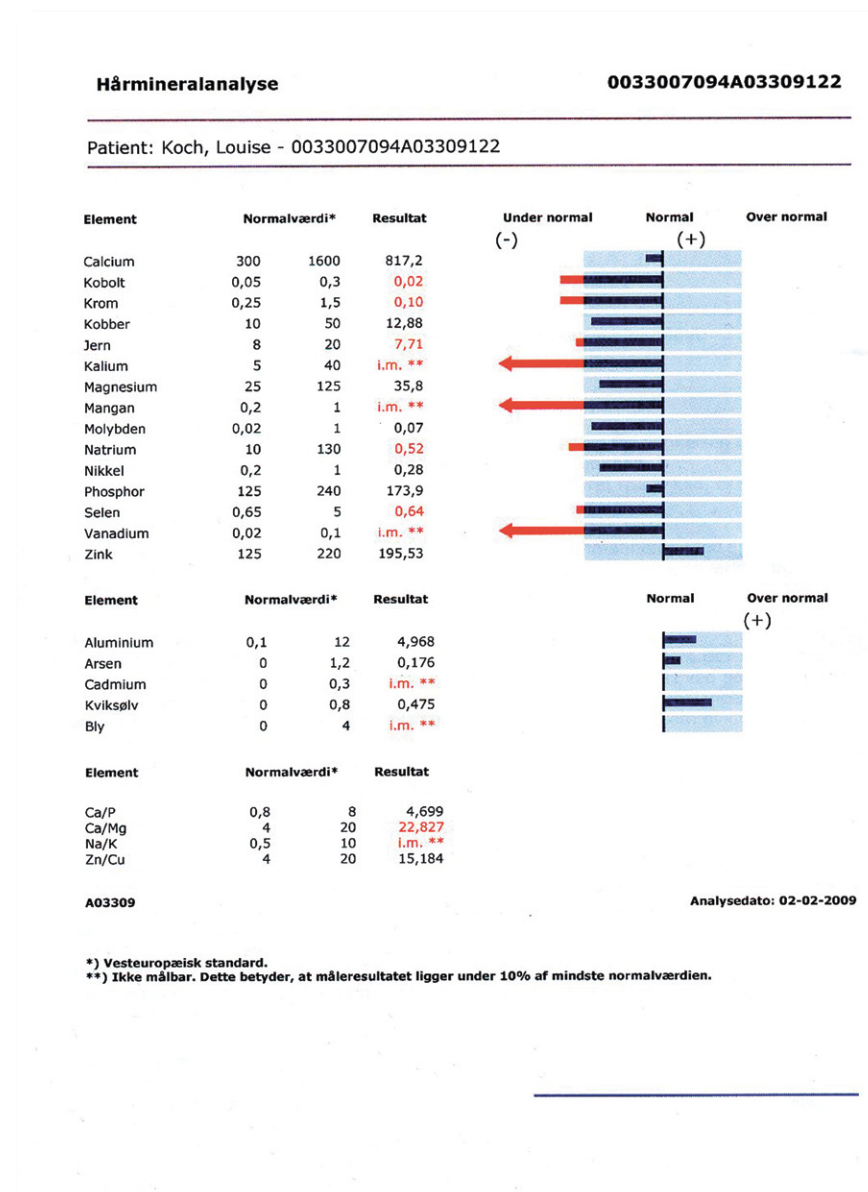 Hårmineralanalyse 0033007094A03309122
Patient: Koch, Louise - 0033007094A03309122
Element Normalværdi* Resultat Under normal Normal Over normal
(-) (+)
Calcium 300 1600 817,2
Kobolt 0,05 0,3 0,02
Krom 0,25 1,5 0,10
Kobber 10 50 12,88
Jern 8 20 7,71
Kalium 5 40 i.m. **
Magnesium 25 125 35,8
Mangan 0,2 1 i.m. **
Molybden 0,02 1 0,07
Natrium 10 130 0,52
Nikkel 0,2 1 0,28
Phosphor 125 240 173,9
Selen 0,65 5 0,64
Vanadium 0,02 0,1 i.m. **
Zink 125 220 195,53
Element Normalværdi* Resultat Normal Over normal
(+)
Aluminium 0,1 12 4,968
Arsen 0 1,2 0,176
Cadmium 0 0,3 i.m. **
Kviksølv 0 0,8 0,475
Bly 0 4 i.m. **
Element Normalværdi* Resultat
Ca/P 0,8 8 4,699
Ca/Mg 4 20 22,827
Na/K 0,5 10 i.m. **
Zn/Cu 4 20 15,184
A03309 Analysedato: 02-02-2009
*) Vesteuropæisk standard.
**) Ikke målbar. Dette betyder, at måleresultatet ligger under 10% af mindste normalværdien.